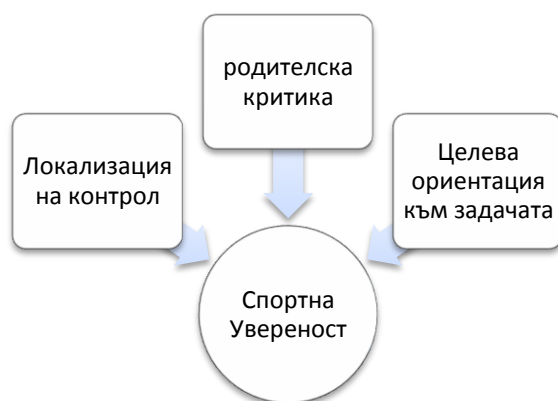 родителска
критика
Локализация
на контрол
Целева
ориентация
към задачата
Спортна
Увереност